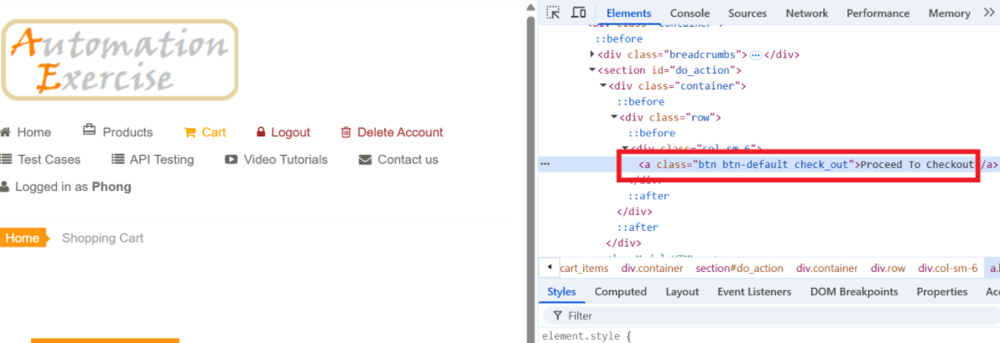 Automation
Exercise
Home
Products
Cart
Logout
Delete Account
Test Cases
API Testing
Video Tutorials
Contact us
Logged in as Phong
Home
Shopping Cart
Elements Console Sources Network Performance Memory
::before
<div class="breadcrumbs"> ⋯ </div>
<section id="do_action">
<div class="container">
::before
<div class="row">
::before
<div class="col-sm-6">
<a class="btn btn-default check_out">Proceed To Checkout</a>
</div>
::after
</div>
::after
</div>
cart_items div.container section#do_action div.container div.row div.col-sm-6
Styles Computed Layout Event Listeners DOM Breakpoints Properties
Filter
element.style {